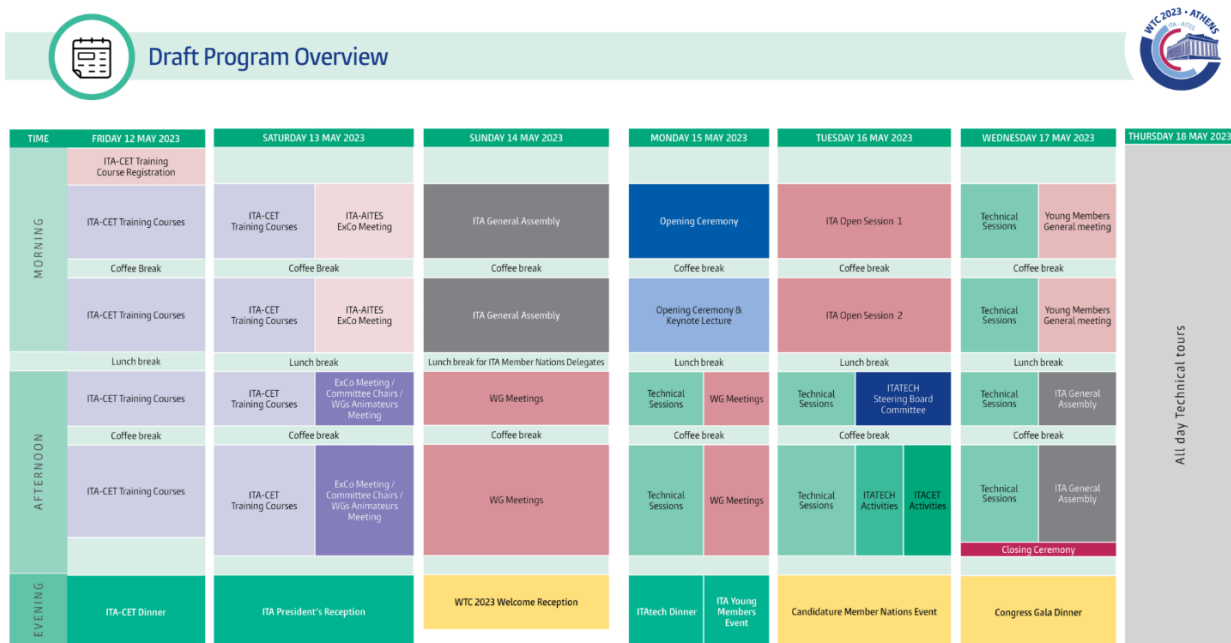 WTC 2023 • ATHENS
ITA - AITES
Draft Program Overview
TIME
FRIDAY 12 MAY 2023
SATURDAY 13 MAY 2023
SUNDAY 14 MAY 2023
MONDAY 15 MAY 2023
TUESDAY 16 MAY 2023
WEDNESDAY 17 MAY 2023
THURSDAY 18 MAY 2023
MORNING
ITA-CET Training
Course Registration
ITA-CET Training Courses
ITA-CET
Training Courses
ITA-AITES
ExCo Meeting
ITA General Assembly
Opening Ceremony
ITA Open Session 1
Technical
Sessions
Young Members
General meeting
Coffee Break
Coffee Break
Coffee break
Coffee break
Coffee break
Coffee break
ITA-CET Training Courses
ITA-CET
Training Courses
ITA-AITES
ExCo Meeting
ITA General Assembly
Opening Ceremony &
Keynote Lecture
ITA Open Session 2
Technical
Sessions
Young Members
General meeting
Lunch break
Lunch break
Lunch break for ITA Member Nations Delegates
Lunch break
Lunch break
Lunch break
AFTERNOON
ITA-CET Training Courses
ITA-CET
Training Courses
ExCo Meeting /
Committee Chairs /
WGs Animateurs
Meeting
WG Meetings
Technical
Sessions
WG Meetings
Technical
Sessions
ITATECH
Steering Board
Committee
Technical
Sessions
ITA General
Assembly
Coffee break
Coffee break
Coffee break
Coffee break
Coffee break
Coffee break
ITA-CET Training Courses
ITA-CET
Training Courses
ExCo Meeting /
Committee Chairs /
WGs Animateurs
Meeting
WG Meetings
Technical
Sessions
WG Meetings
Technical
Sessions
ITATECH
Activities
ITACET
Activities
Technical
Sessions
ITA General
Assembly
Closing Ceremony
All day Technical tours
EVENING
ITA-CET Dinner
ITA President's Reception
WTC 2023 Welcome Reception
ITAtech Dinner
ITA Young
Members
Event
Candidature Member Nations Event
Congress Gala Dinner